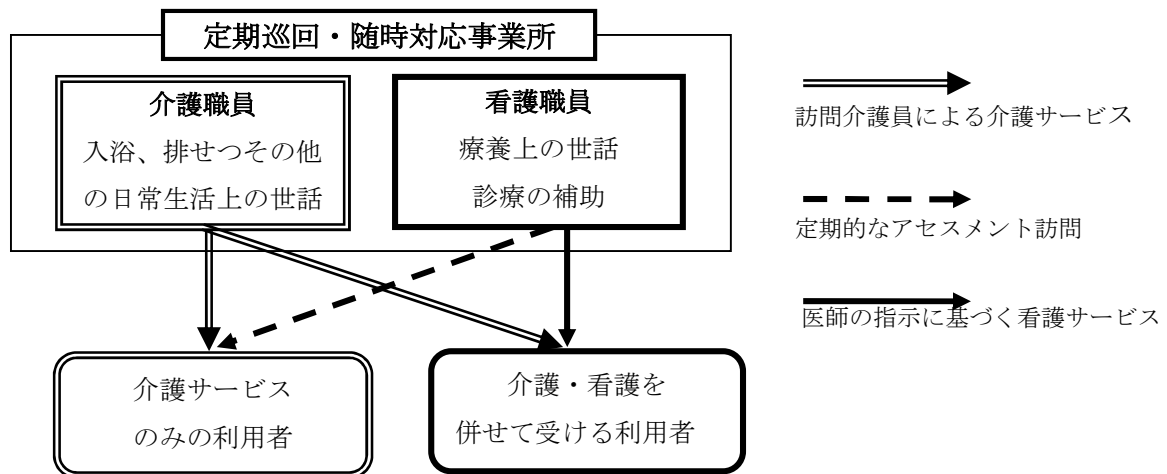 定期巡回・随時対応事業所
介護職員
入浴、排せつその他
の日常生活上の世話
看護職員
療養上の世話
診療の補助
訪問介護員による介護サービス
定期的なアセスメント訪問
医師の指示に基づく看護サービス
介護サービス
のみの利用者
介護・看護を
併せて受ける利用者